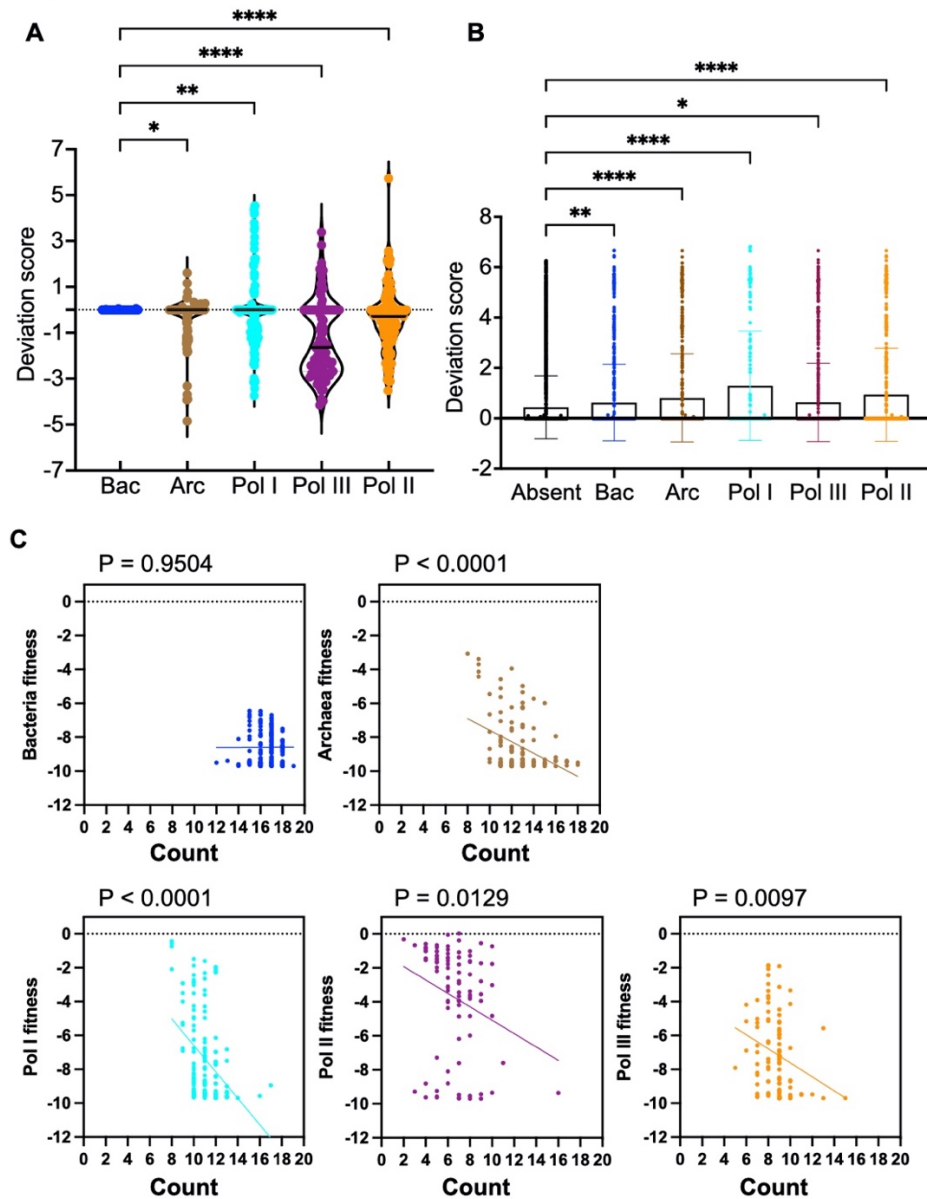 A
****
****
**
*
7
5
3
1
-1
-3
-5
-7
Deviation score
Bac Arc Pol I Pol III Pol II
B
****
*
****
****
**
8
6
4
2
0
-2
Deviation score
Absent Bac Arc Pol I Pol III Pol II
C
P = 0.9504
0
-2
-4
-6
-8
-10
-12
Bacteria fitness
0 2 4 6 8 10 12 14 16 18 20
Count
P < 0.0001
0
-2
-4
-6
-8
-10
-12
Archaea fitness
0 2 4 6 8 10 12 14 16 18 20
Count
P < 0.0001
0
-2
-4
-6
-8
-10
-12
Pol I fitness
0 2 4 6 8 10 12 14 16 18 20
Count
P = 0.0129
0
-2
-4
-6
-8
-10
-12
Pol II fitness
0 2 4 6 8 10 12 14 16 18 20
Count
P = 0.0097
0
-2
-4
-6
-8
-10
-12
Pol III fitness
0 2 4 6 8 10 12 14 16 18 20
Count